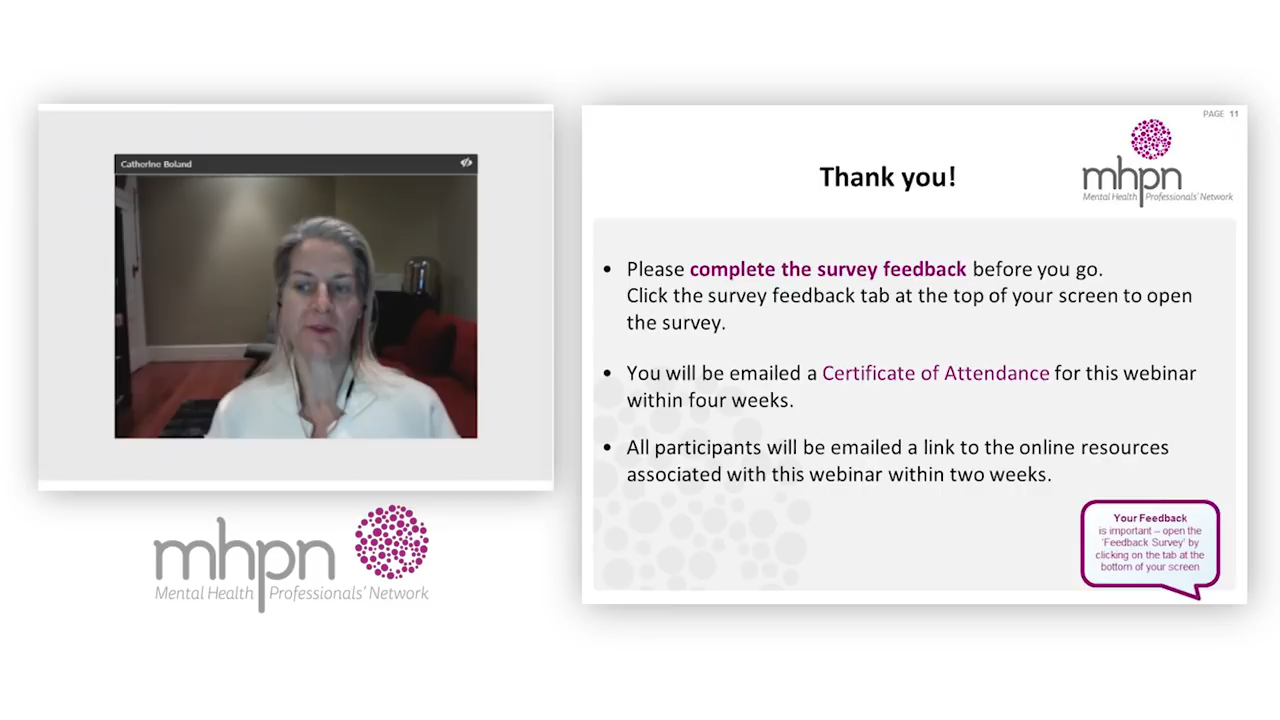 Catherine Boland
mhpn
Mental Health Professionals' Network
PAGE 11
mhpn
Mental Health Professionals' Network
Thank you!
• Please complete the survey feedback before you go.
Click the survey feedback tab at the top of your screen to open
the survey.
• You will be emailed a Certificate of Attendance for this webinar
within four weeks.
• All participants will be emailed a link to the online resources
associated with this webinar within two weeks.
Your Feedback
is important – open the
'Feedback Survey' by
clicking on the tab at the
bottom of your screen